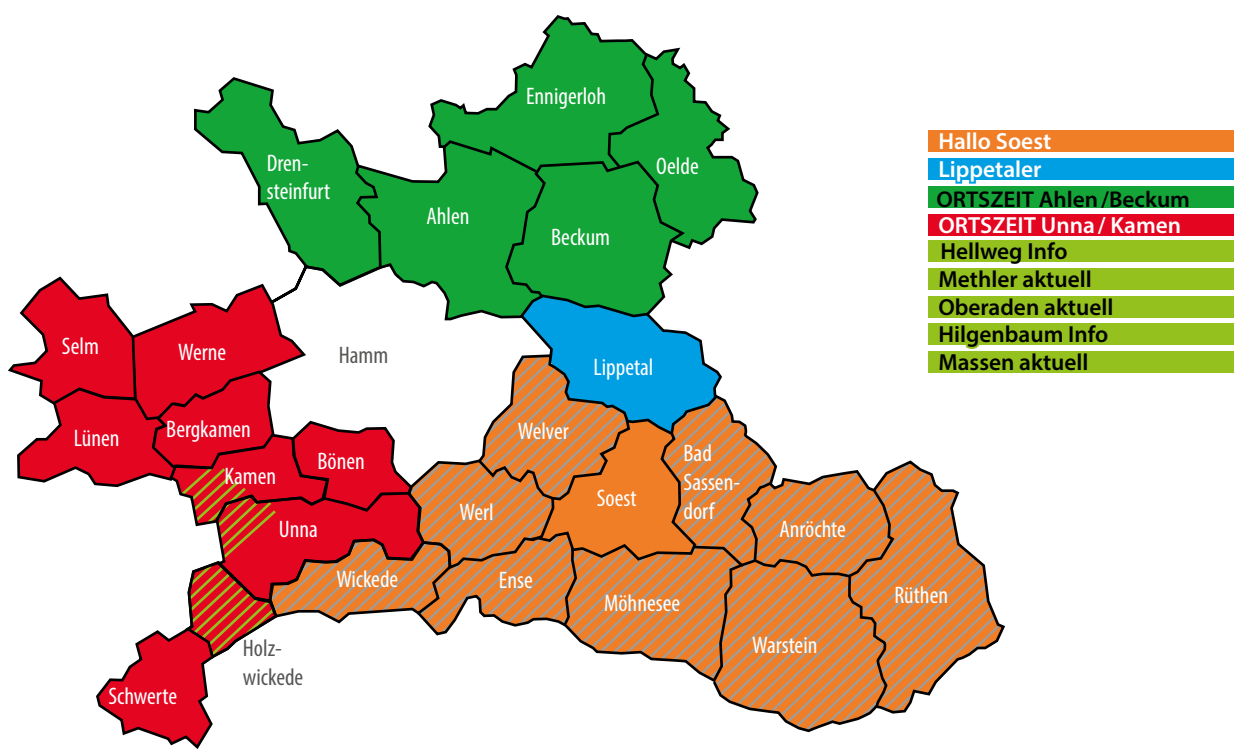 Ennigerloh
Oelde
Dren-
steinfurt
Ahlen
Beckum
Selm
Werne
Hamm
Lippetal
Lünen
Bergkamen
Welver
Kamen
Bönen
Bad
Sassen-
dorf
Soest
Werl
Unna
Anröchte
Wickede
Ense
Möhnesee
Rüthen
Warstein
Holz-
wickede
Schwerte
Hallo Soest
Lippetaler
ORTSZEIT Ahlen /Beckum
ORTSZEIT Unna / Kamen
Hellweg Info
Methler aktuell
Oberaden aktuell
Hilgenbaum Info
Massen aktuell